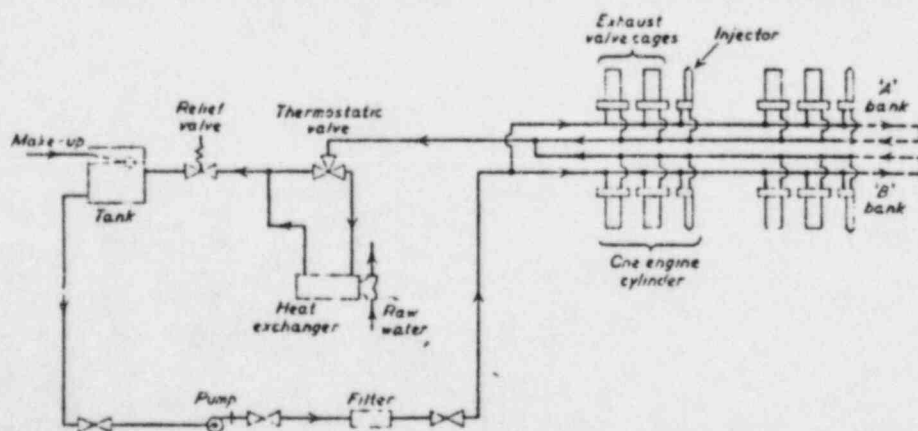 Exhaust
valve cages
Injector
'A'
bank
Relief
valve
Thermostatic
valve
Make-up
Tank
'B'
bank
One engine
cylinder
Heat
exchanger
Raw
water
Pump
Filter